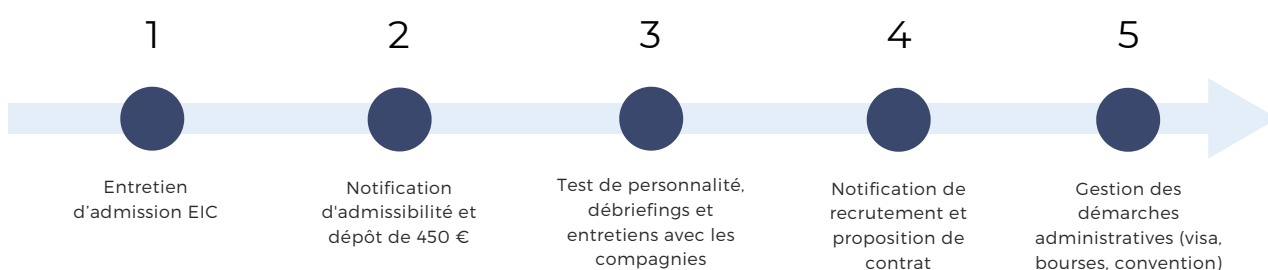 1
2
3
4
5
Entretien
d’admission EIC
Notification
d'admissibilité et
dépôt de 450 €
Test de personnalité,
débriefings et
entretiens avec les
compagnies
Notification de
recrutement et
proposition de
contrat
Gestion des
démarches
administratives (visa,
bourses, convention)